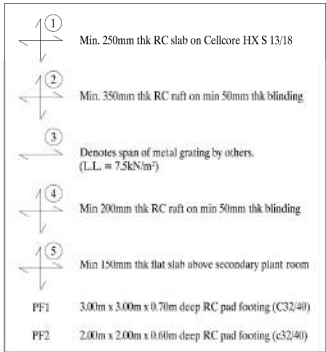 1
Min. 250mm thk RC slab on Cellcore HX S 13/18
2
Min. 350mm thk RC raft on min 50mm thk blinding
3
Denotes span of metal grating by others.
(L.L. = 7.5kN/m²)
4
Min 200mm thk RC raft on min 50mm thk blinding
5
Min 150mm thk flat slab above secondary plant room
PF1 3.00m x 3.00m x 0.70m deep RC pad footing (C32/40)
PF2 2.00m x 2.00m x 0.60m deep RC pad footing (c32/40)